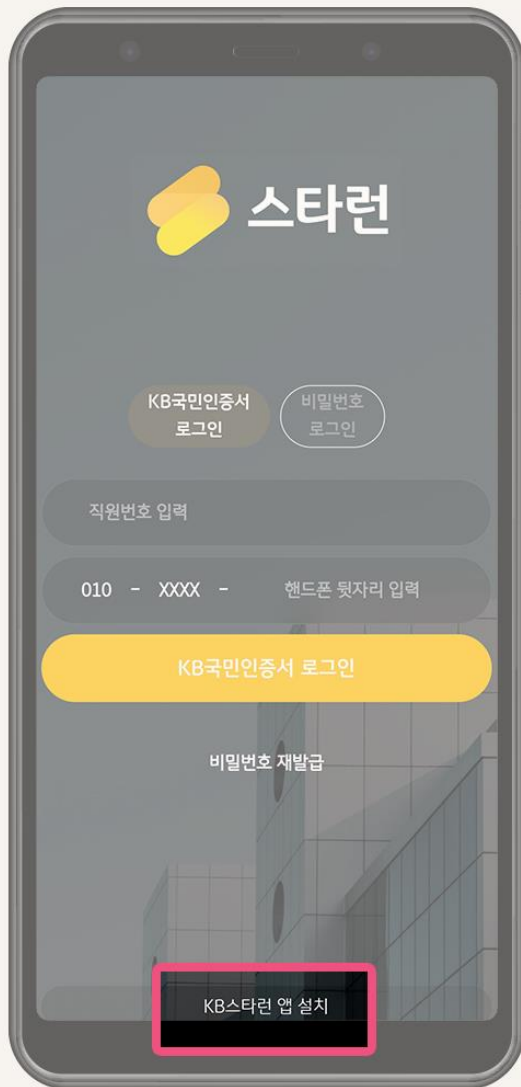 스타런
KB국민인증서
로그인
비밀번호
로그인
직원번호 입력
010 - XXXX - 핸드폰 뒷자리 입력
KB국민인증서 로그인
비밀번호 재발급
KB스타런 앱 설치